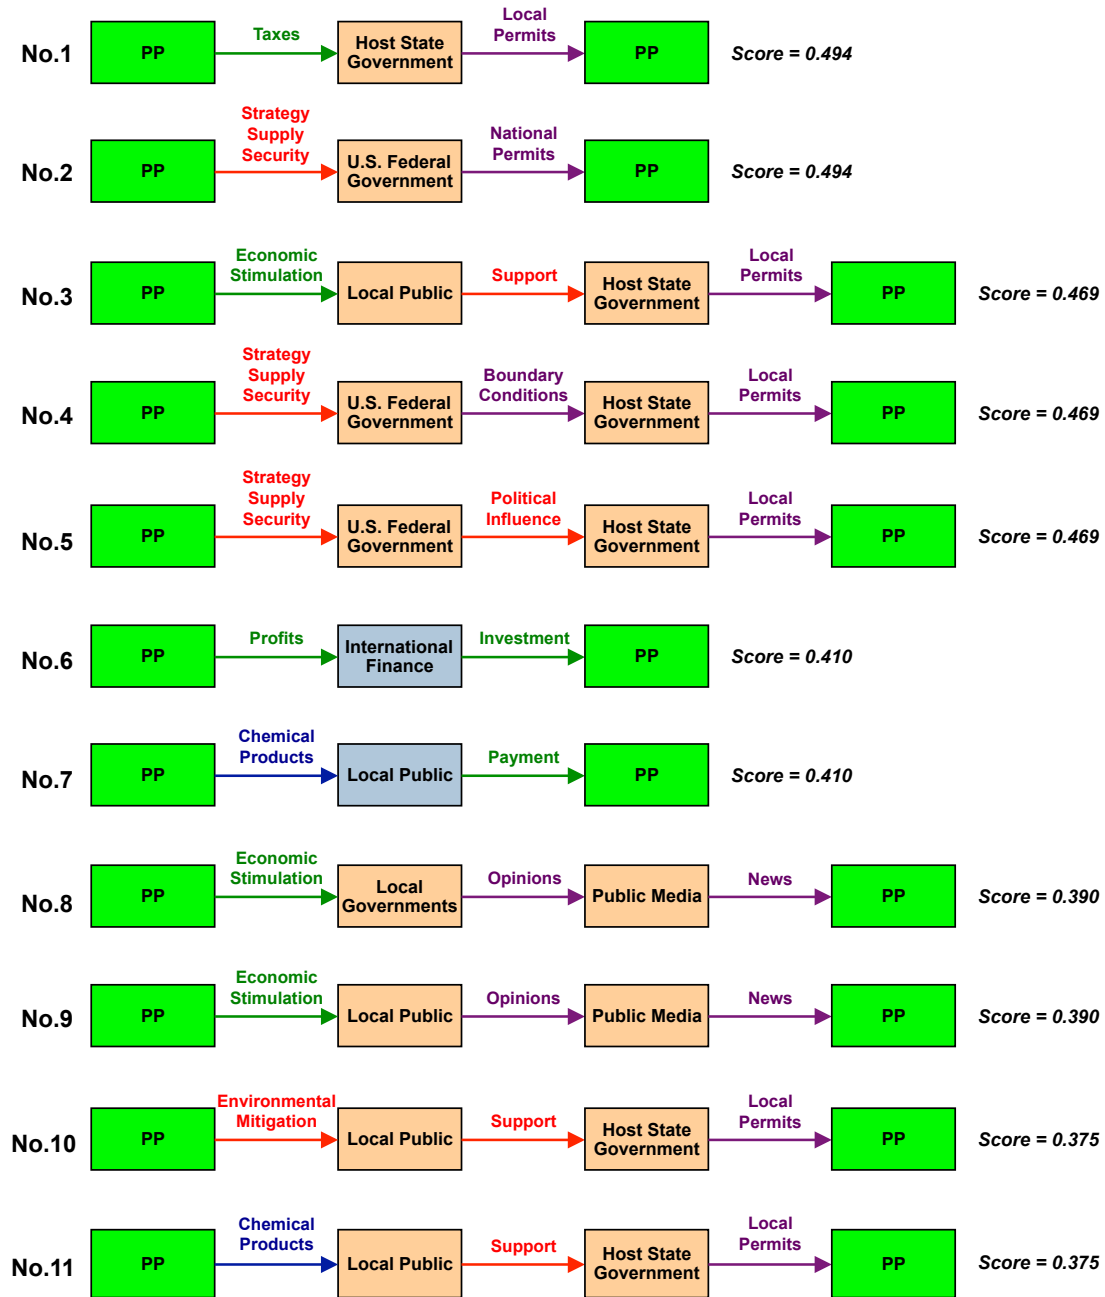 No.1
PP
Taxes
Host State
Government
Local
Permits
PP
Score = 0.494
No.2
PP
Strategy
Supply
Security
U.S. Federal
Government
National
Permits
PP
Score = 0.494
No.3
PP
Economic
Stimulation
Local Public
Support
Host State
Government
Local
Permits
PP
Score = 0.469
No.4
PP
Strategy
Supply
Security
U.S. Federal
Government
Boundary
Conditions
Host State
Government
Local
Permits
PP
Score = 0.469
No.5
PP
Strategy
Supply
Security
U.S. Federal
Government
Political
Influence
Host State
Government
Local
Permits
PP
Score = 0.469
No.6
PP
Profits
International
Finance
Investment
PP
Score = 0.410
No.7
PP
Chemical
Products
Local Public
Payment
PP
Score = 0.410
No.8
PP
Economic
Stimulation
Local
Governments
Opinions
Public Media
News
PP
Score = 0.390
No.9
PP
Economic
Stimulation
Local Public
Opinions
Public Media
News
PP
Score = 0.390
No.10
PP
Environmental
Mitigation
Local Public
Support
Host State
Government
Local
Permits
PP
Score = 0.375
No.11
PP
Chemical
Products
Local Public
Support
Host State
Government
Local
Permits
PP
Score = 0.375